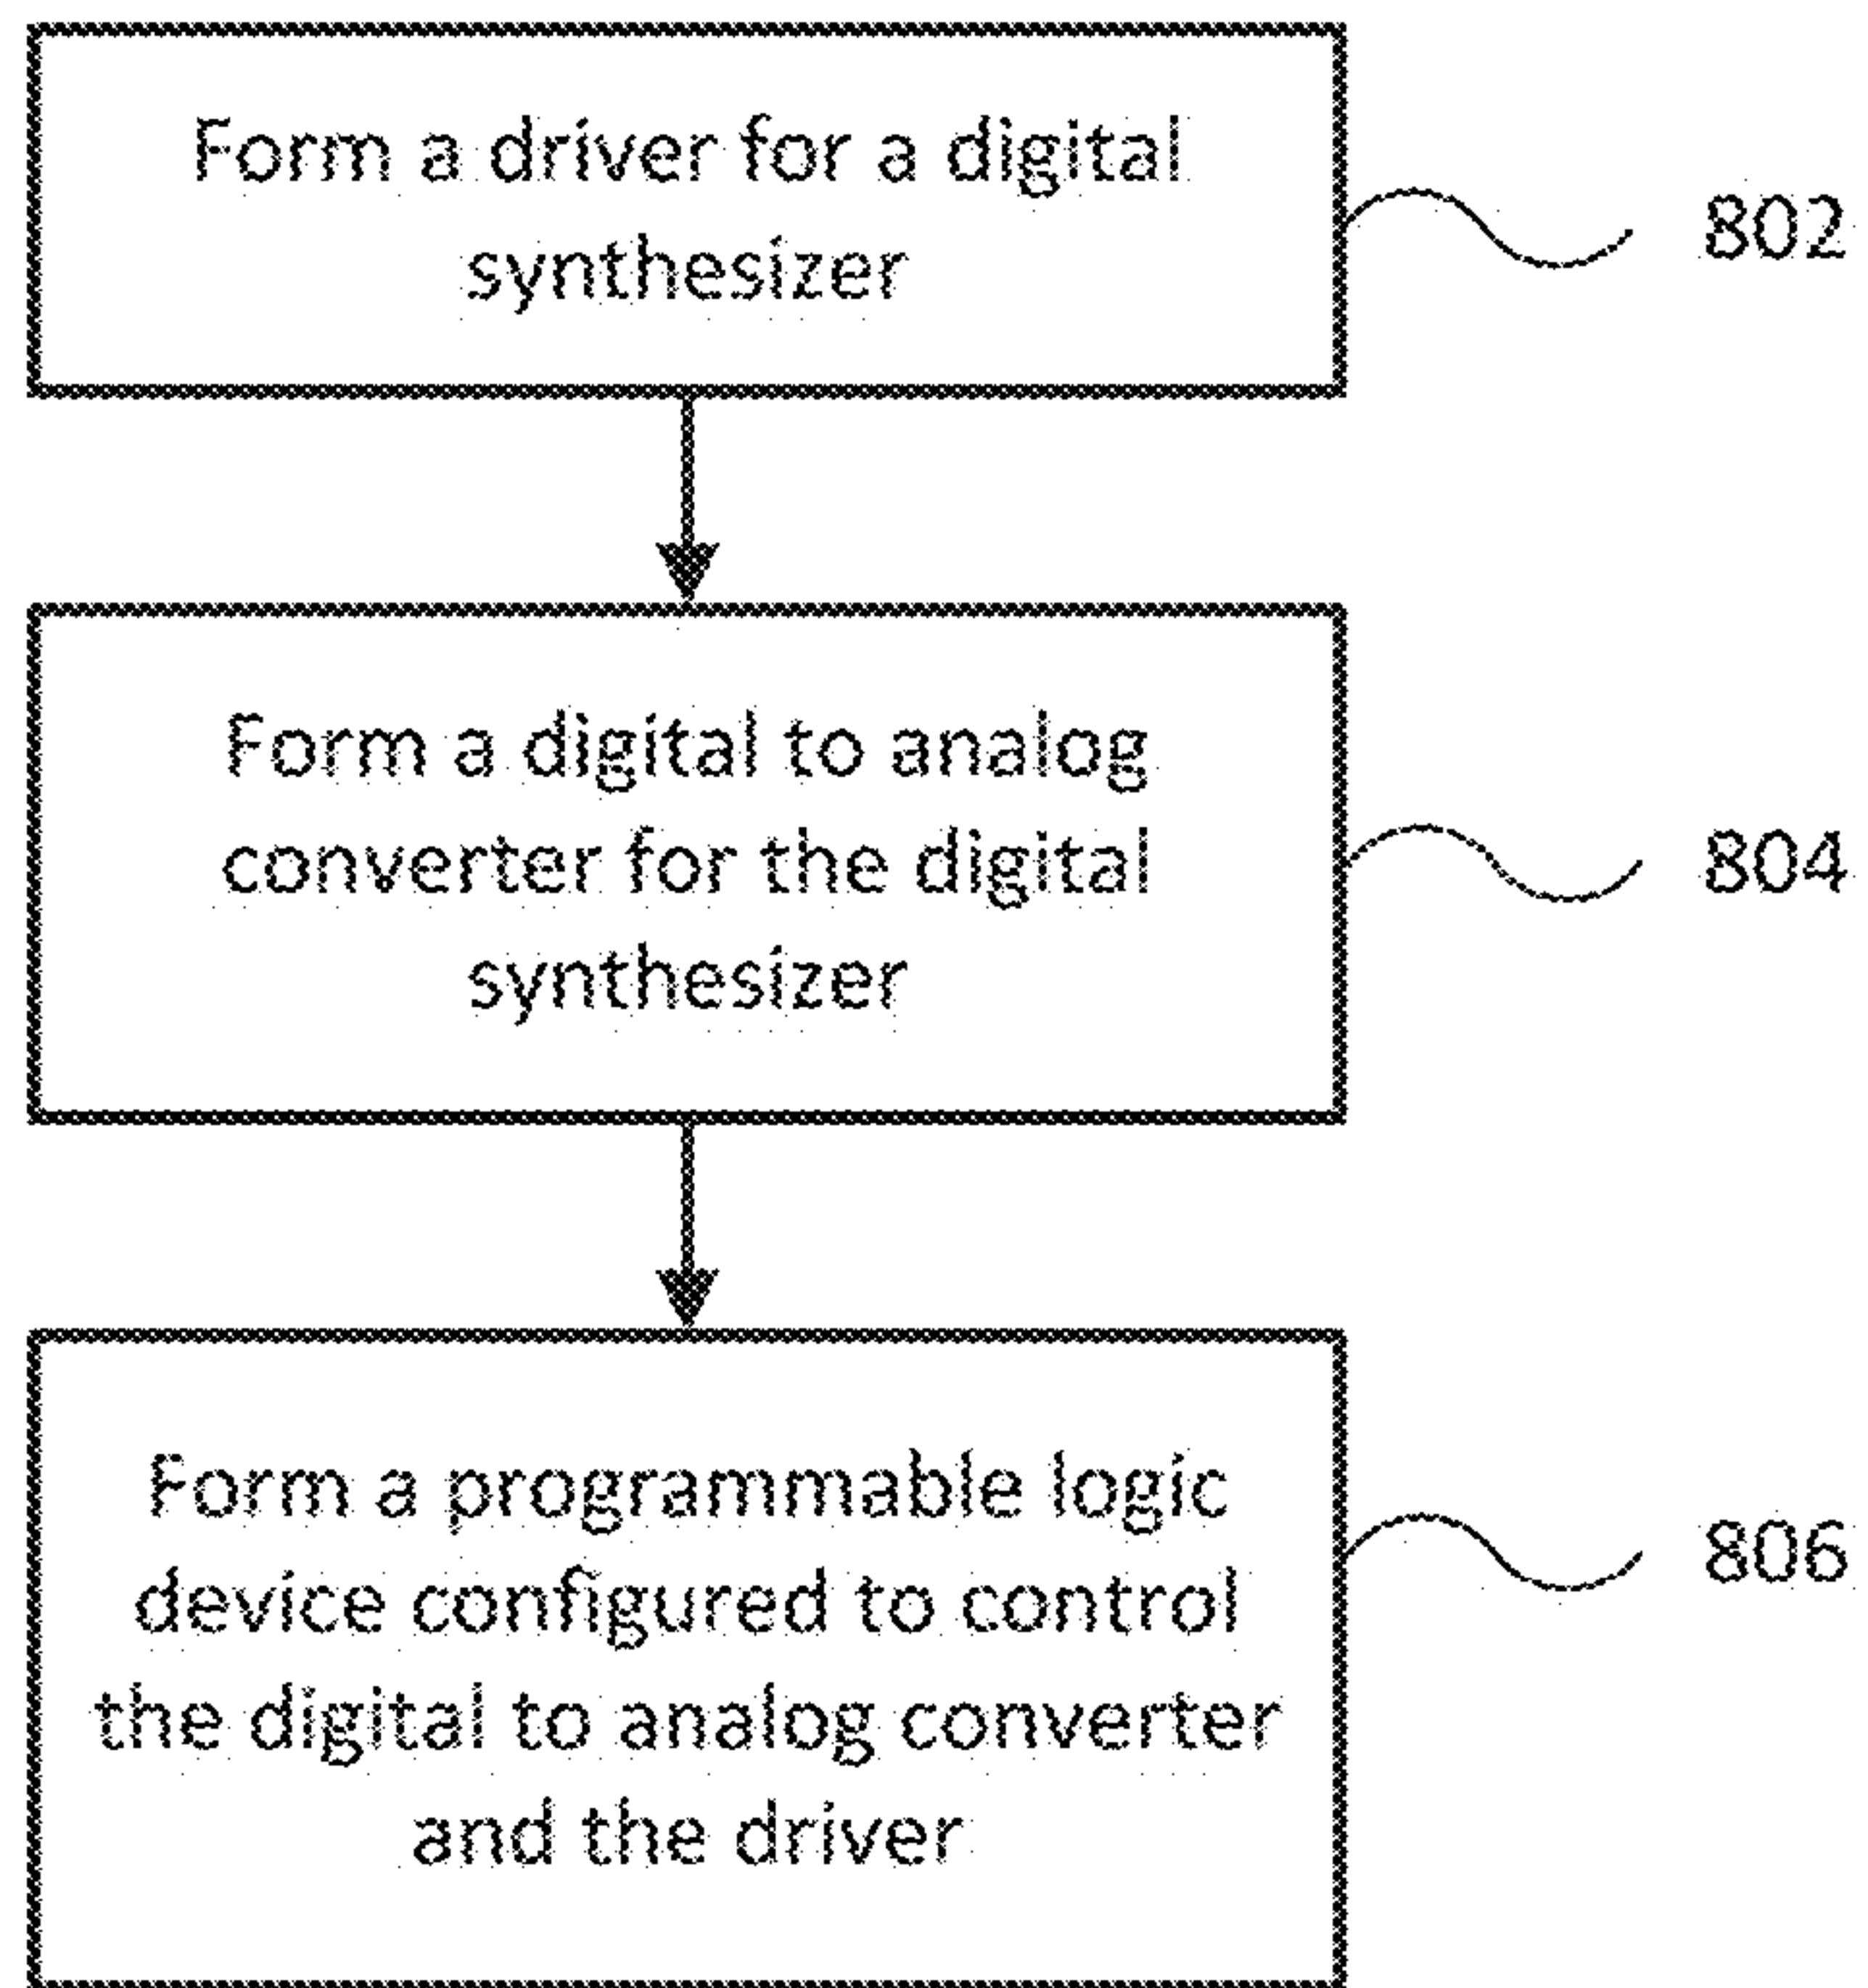 Form a driver for a digital
synthesizer
802
Form a digital to analog
converter for the digital
synthesizer
804
Form a programmable logic
device configured to control
the digital to analog converter
and the driver
806